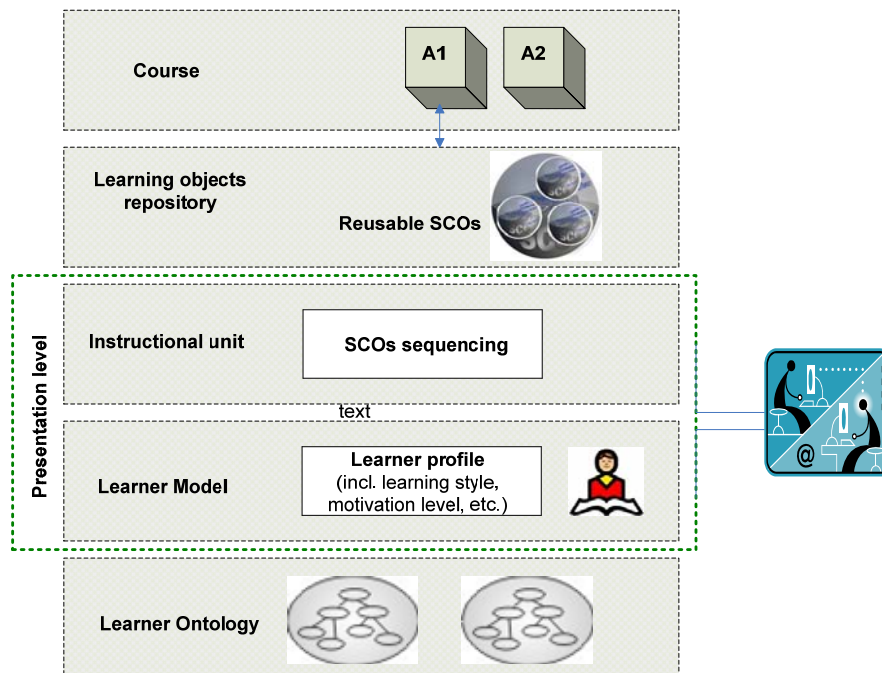 A1
A2
Course
Learning objects
repository
Reusable SCOs
Presentation level
Instructional unit
SCOs sequencing
text
Learner profile
(incl. learning style,
motivation level, etc.)
Learner Model
@
Learner Ontology